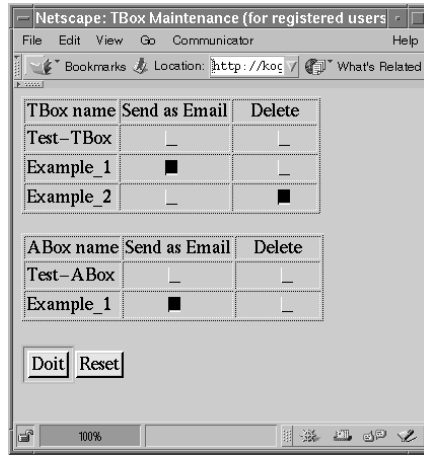 Netscape: TBox Maintenance (for registered users
File Edit View Go Communicator Help
Bookmarks Location: http://koq What's Related
TBox name Send as Email Delete
Test-TBox
Example_1
Example_2
ABox name Send as Email Delete
Test-ABox
Example_1
Doit Reset
100%